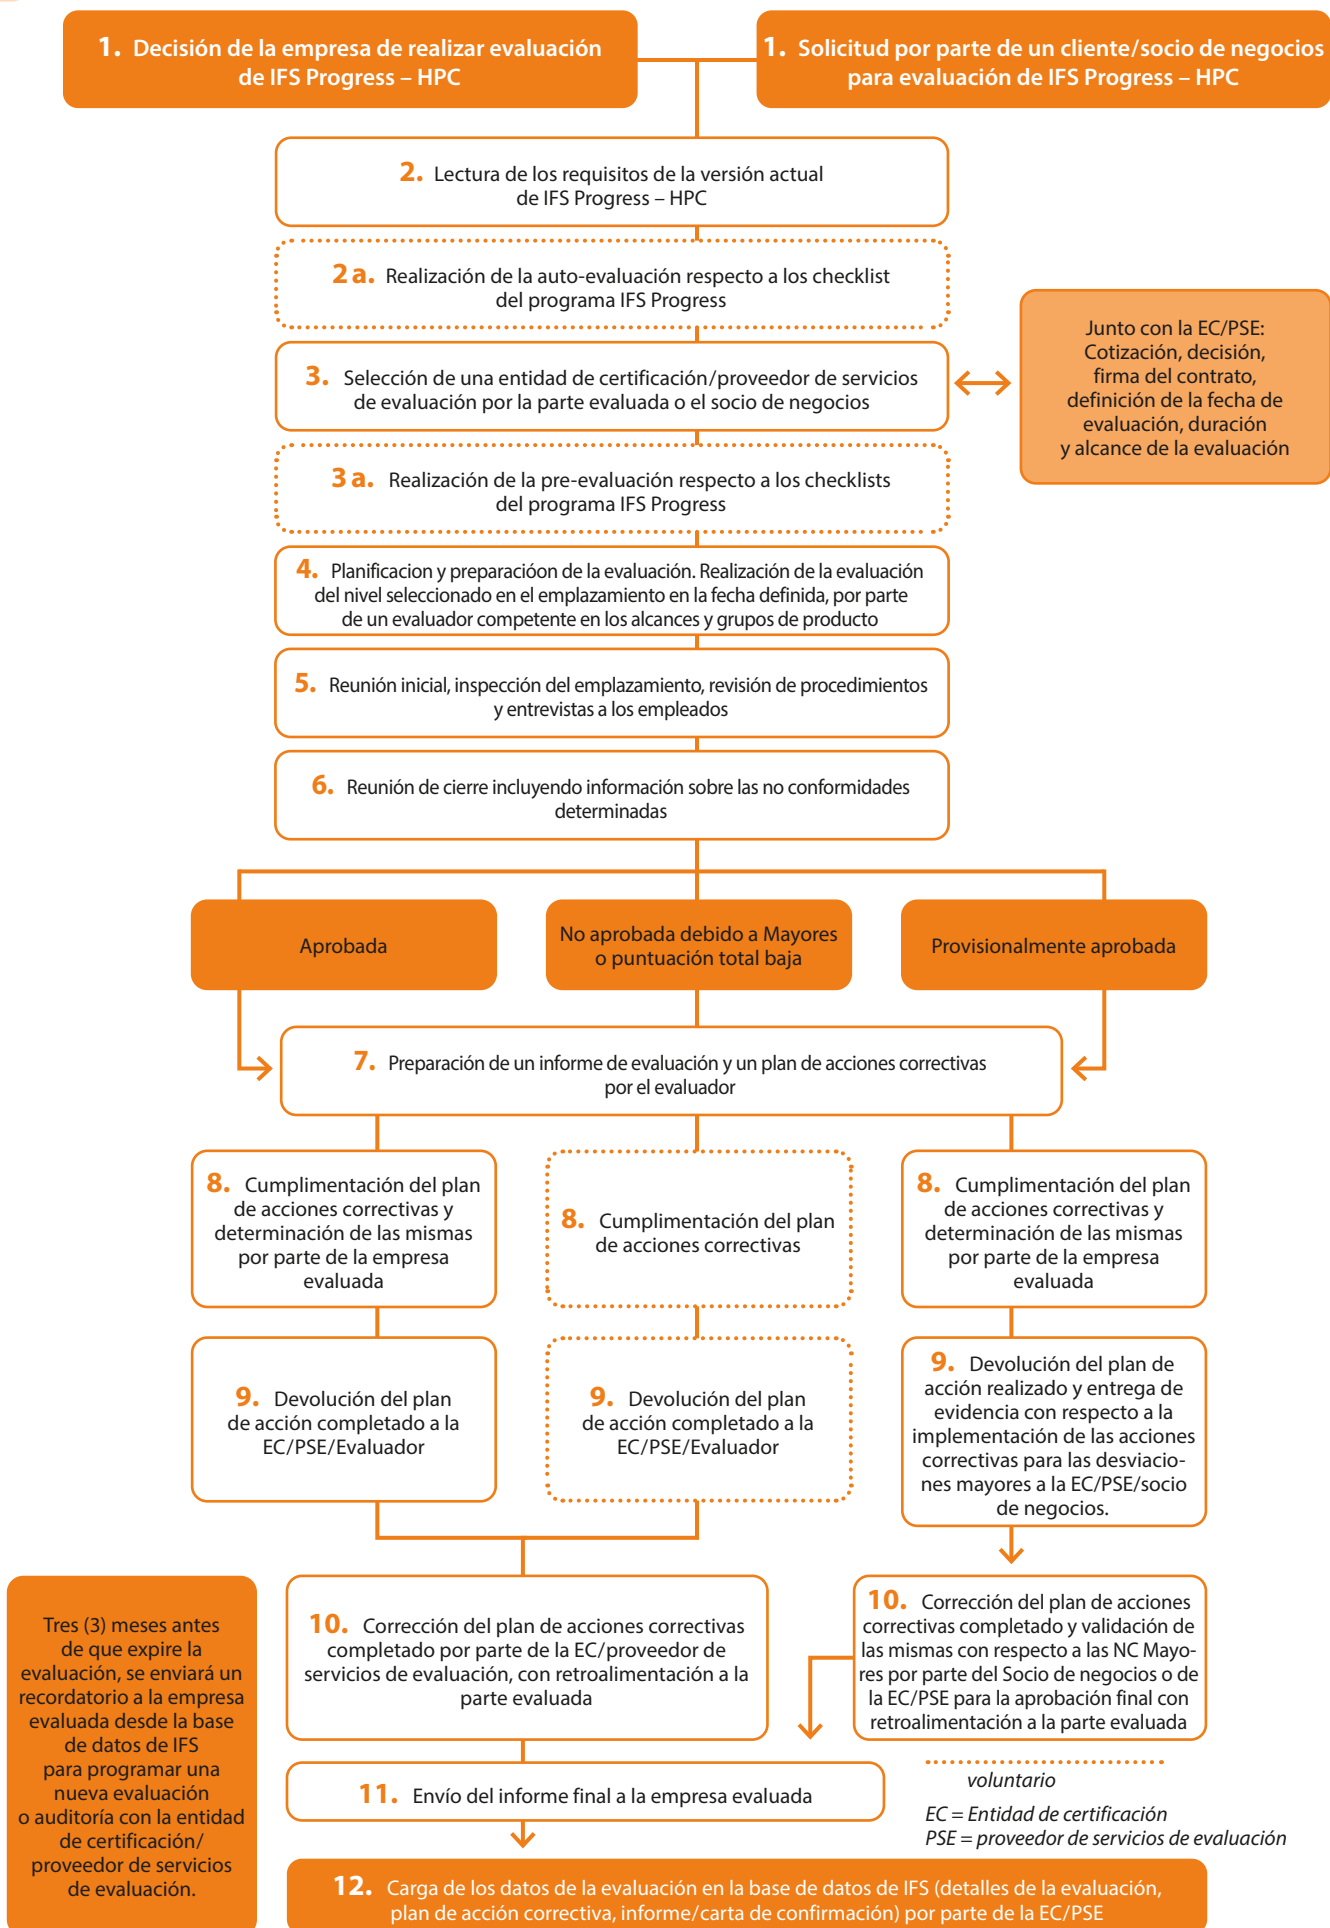 1. Decisión de la empresa de realizar evaluación
de IFS Progress – HPC
1. Solicitud por parte de un cliente/socio de negocios
para evaluación de IFS Progress – HPC
2. Lectura de los requisitos de la versión actual
de IFS Progress – HPC
2 a. Realización de la auto-evaluación respecto a los checklist
del programa IFS Progress
3. Selección de una entidad de certificación/proveedor de servicios
de evaluación por la parte evaluada o el socio de negocios
Junto con la EC/PSE:
Cotización, decisión,
firma del contrato,
definición de la fecha de
evaluación, duración
y alcance de la evaluación
3 a. Realización de la pre-evaluación respecto a los checklists
del programa IFS Progress
4. Planificacion y preparacióon de la evaluación. Realización de la evaluación
del nivel seleccionado en el emplazamiento en la fecha definida, por parte
de un evaluador competente en los alcances y grupos de producto
5. Reunión inicial, inspección del emplazamiento, revisión de procedimientos
y entrevistas a los empleados
6. Reunión de cierre incluyendo información sobre las no conformidades
determinadas
Aprobada
No aprobada debido a Mayores
o puntuación total baja
Provisionalmente aprobada
7. Preparación de un informe de evaluación y un plan de acciones correctivas
por el evaluador
8. Cumplimentación del plan
de acciones correctivas y
determinación de las mismas
por parte de la empresa
evaluada
8. Cumplimentación del plan
de acciones correctivas
8. Cumplimentación del plan
de acciones correctivas y
determinación de las mismas
por parte de la empresa
evaluada
9. Devolución del plan
de acción completado a la
EC/PSE/Evaluador
9. Devolución del plan
de acción completado a la
EC/PSE/Evaluador
9. Devolución del plan de
acción realizado y entrega de
evidencia con respecto a la
implementación de las acciones
correctivas para las desviacio-
nes mayores a la EC/PSE/socio
de negocios.
Tres (3) meses antes
de que expire la
evaluación, se enviará un
recordatorio a la empresa
evaluada desde la base
de datos de IFS
para programar una
nueva evaluación
o auditoría con la entidad
de certificación/
proveedor de servicios
de evaluación.
10. Corrección del plan de acciones correctivas
completado por parte de la EC/proveedor de
servicios de evaluación, con retroalimentación a la
parte evaluada
10. Corrección del plan de acciones
correctivas completado y validación de
las mismas con respecto a las NC Mayo-
res por parte del Socio de negocios o de
la EC/PSE para la aprobación final con
retroalimentación a la parte evaluada
11. Envío del informe final a la empresa evaluada
voluntario
EC = Entidad de certificación
PSE = proveedor de servicios de evaluación
12. Carga de los datos de la evaluación en la base de datos de IFS (detalles de la evaluación,
plan de acción correctiva, informe/carta de confirmación) por parte de la EC/PSE